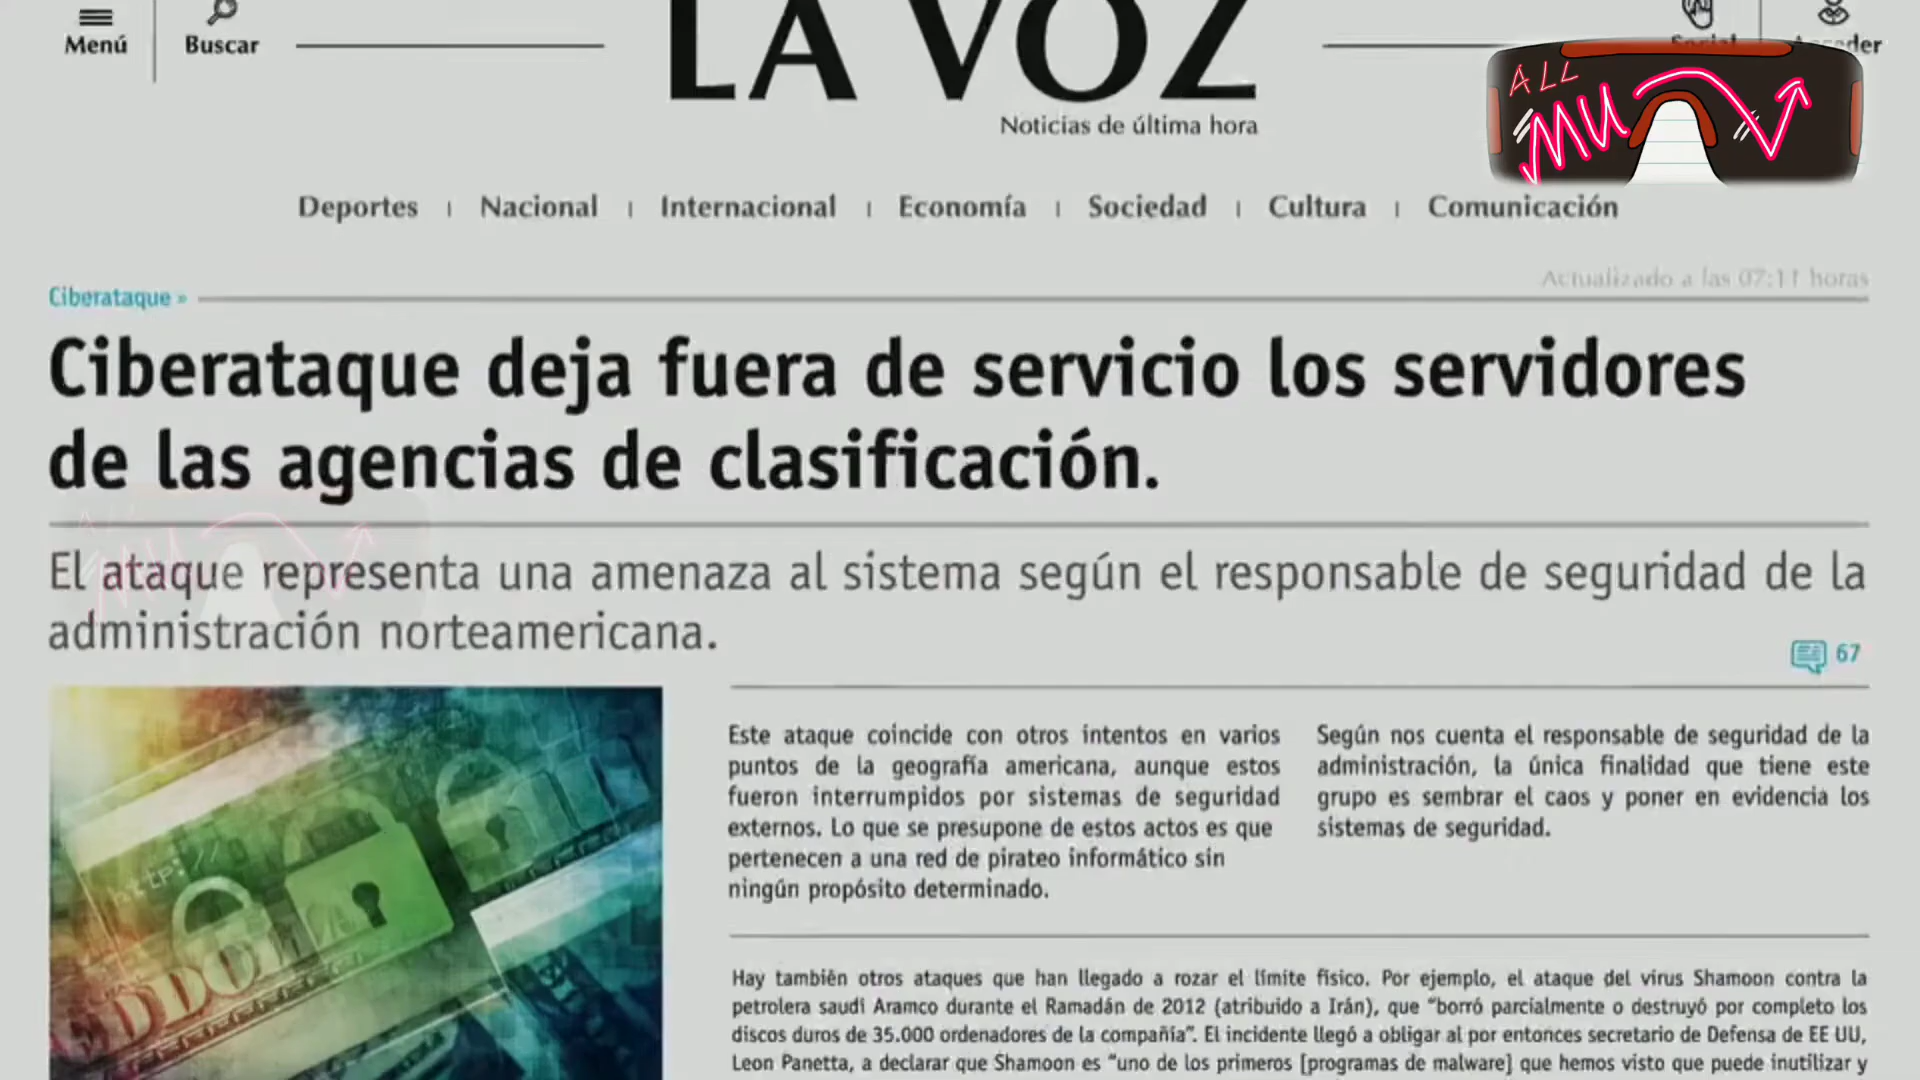 Menú
Buscar
LA VOZ
Noticias de última hora
ALL
MU
Deportes | Nacional | Internacional | Economía | Sociedad | Cultura | Comunicación
Actualizado a las 07:11 horas
Ciberataque »
Ciberataque deja fuera de servicio los servidores
de las agencias de clasificación.
El ataque representa una amenaza al sistema según el responsable de seguridad de la
administración norteamericana.
67
Este ataque coincide con otros intentos en varios
puntos de la geografía americana, aunque estos
fueron interrumpidos por sistemas de seguridad
externos. Lo que se presupone de estos actos es que
pertenecen a una red de pirateo informático sin
ningún propósito determinado.
Según nos cuenta el responsable de seguridad de la
administración, la única finalidad que tiene este
grupo es sembrar el caos y poner en evidencia los
sistemas de seguridad.
http://
Hay también otros ataques que han llegado a rozar el límite físico. Por ejemplo, el ataque del virus Shamoon contra la
petrolera saudí Aramco durante el Ramadán de 2012 (atribuido a Irán), que “borró parcialmente o destruyó por completo los
discos duros de 35.000 ordenadores de la compañía”. El incidente llegó a obligar al por entonces secretario de Defensa de EE UU,
Leon Panetta, a declarar que Shamoon es “uno de los primeros [programas de malware] que hemos visto que puede inutilizar y